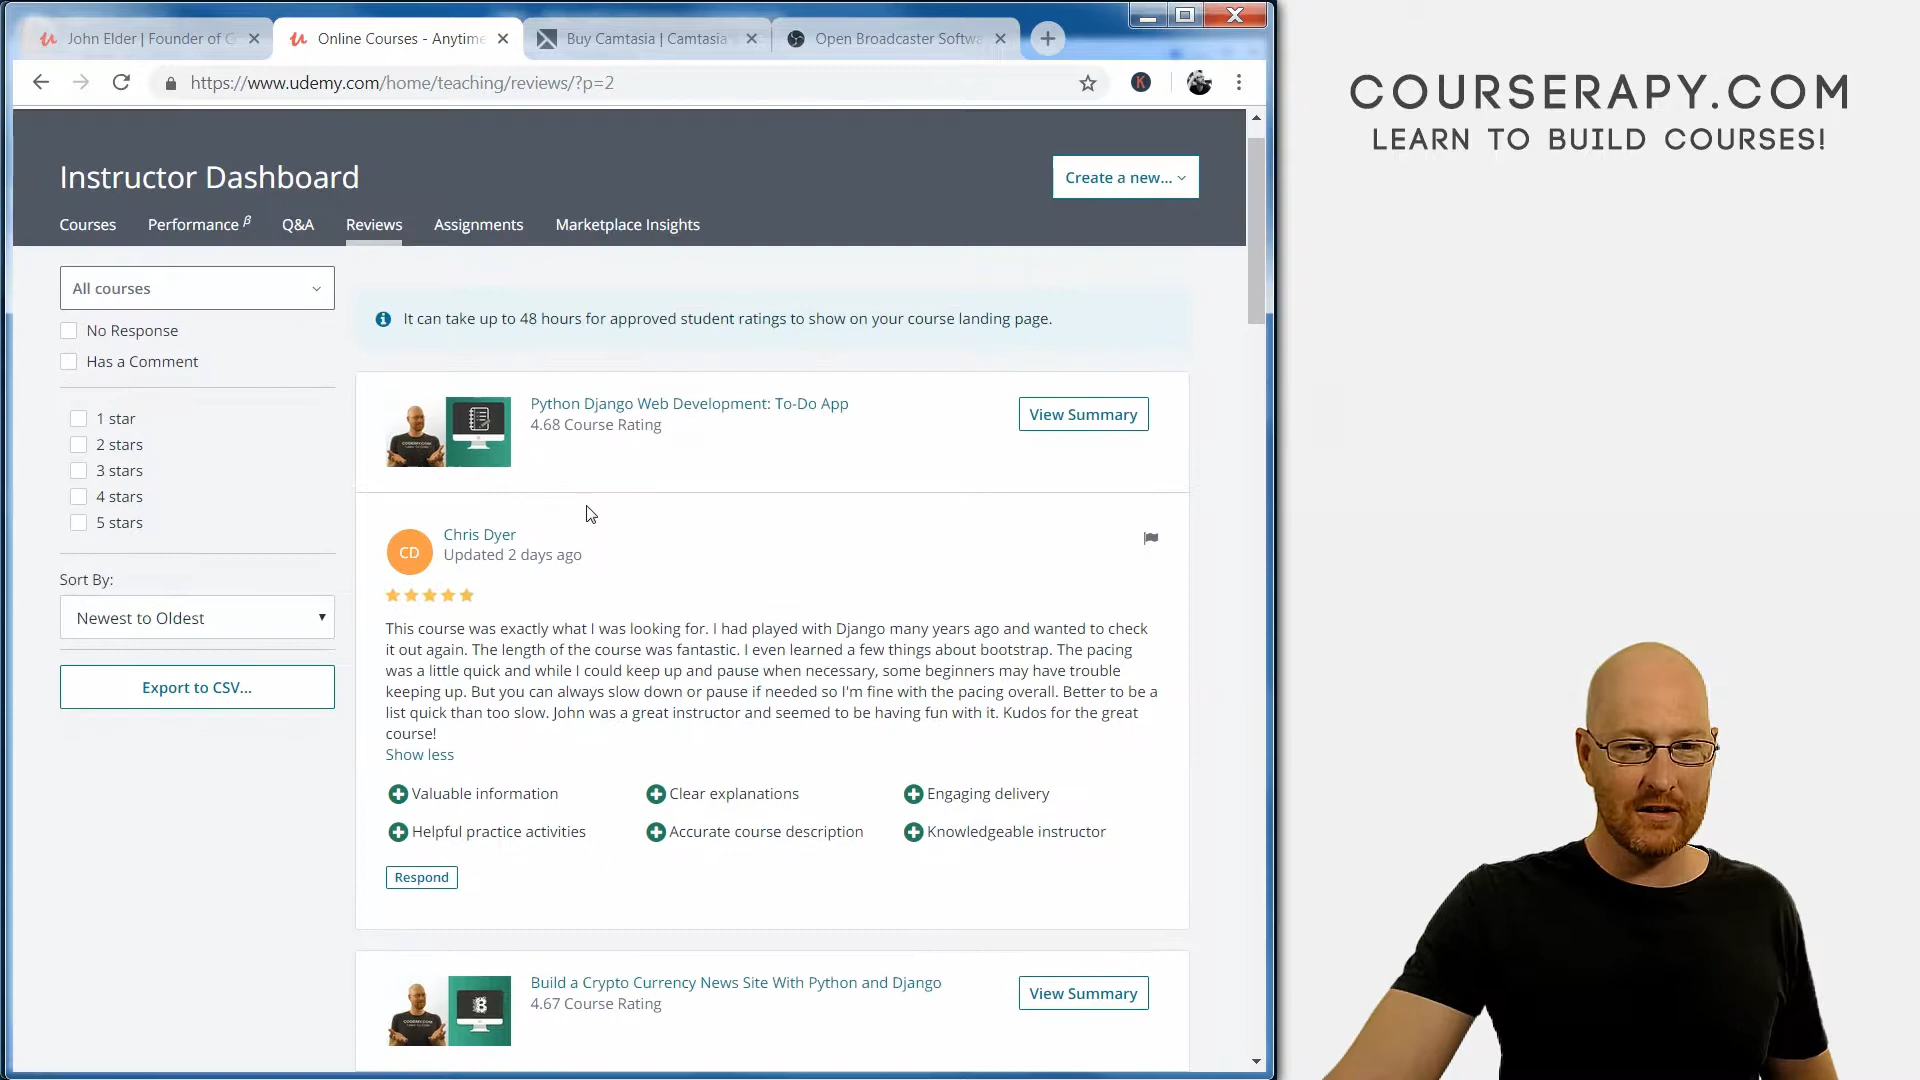 John Elder | Founder of C
Online Courses - Anytime
Buy Camtasia | Camtasia
Open Broadcaster Softwa
https://www.udemy.com/home/teaching/reviews/?p=2
K
COURSERAPY.COM
LEARN TO BUILD COURSES!
Instructor Dashboard
Create a new...
Courses
Performance β
Q&A
Reviews
Assignments
Marketplace Insights
All courses
No Response
Has a Comment
1 star
2 stars
3 stars
4 stars
5 stars
Sort By:
Newest to Oldest
Export to CSV...
It can take up to 48 hours for approved student ratings to show on your course landing page.
Python Django Web Development: To-Do App
4.68 Course Rating
View Summary
CD
Chris Dyer
Updated 2 days ago
This course was exactly what I was looking for. I had played with Django many years ago and wanted to check
it out again. The length of the course was fantastic. I even learned a few things about bootstrap. The pacing
was a little quick and while I could keep up and pause when necessary, some beginners may have trouble
keeping up. But you can always slow down or pause if needed so I'm fine with the pacing overall. Better to be a
list quick than too slow. John was a great instructor and seemed to be having fun with it. Kudos for the great
course!
Show less
Valuable information
Clear explanations
Engaging delivery
Helpful practice activities
Accurate course description
Knowledgeable instructor
Respond
Build a Crypto Currency News Site With Python and Django
4.67 Course Rating
View Summary